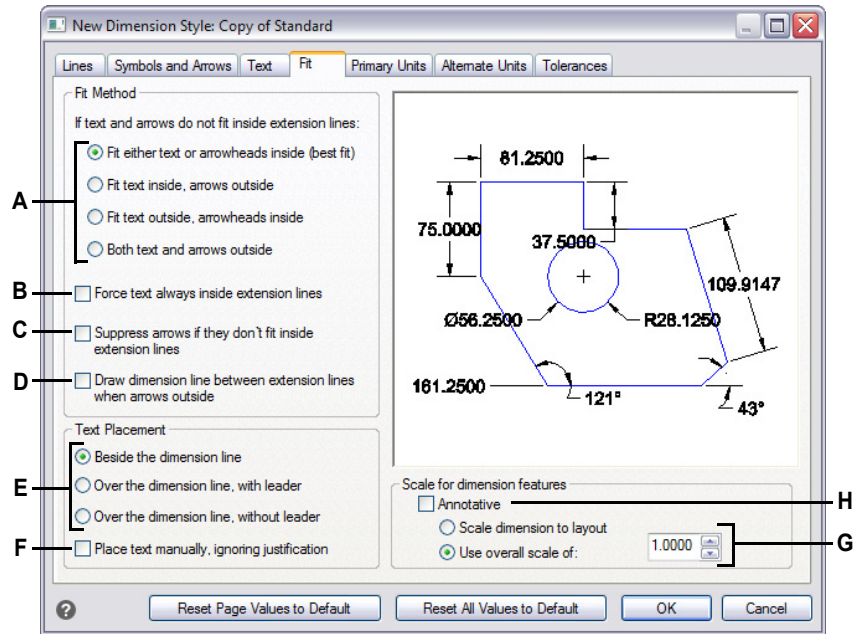 New Dimension Style: Copy of Standard
Lines
Symbols and Arrows
Text
Fit
Primary Units
Alternate Units
Tolerances
Fit Method
If text and arrows do not fit inside extension lines:
A
Fit either text or arrowheads inside (best fit)
Fit text inside, arrows outside
Fit text outside, arrowheads inside
Both text and arrows outside
B
Force text always inside extension lines
C
Suppress arrows if they don't fit inside
extension lines
D
Draw dimension line between extension lines
when arrows outside
Text Placement
E
Beside the dimension line
Over the dimension line, with leader
Over the dimension line, without leader
F
Place text manually, ignoring justification
81.2500
75.0000
37.5000
109.9147
Ø56.2500
R28.1250
161.2500
121°
43°
Scale for dimension features
Annotative
H
Scale dimension to layout
Use overall scale of:
1.0000
G
?
Reset Page Values to Default
Reset All Values to Default
OK
Cancel